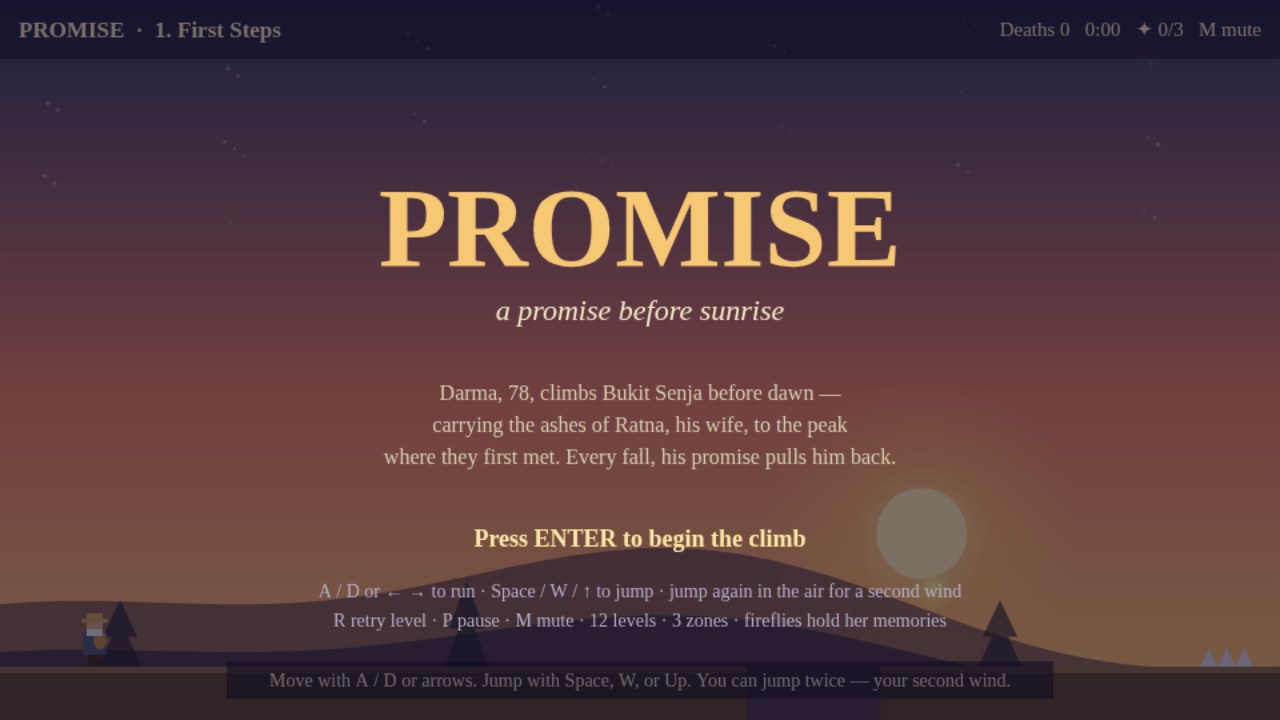 PROMISE · 1. First Steps
Deaths 0 0:00 ✦ 0/3 M mute
PROMISE
a promise before sunrise
Darma, 78, climbs Bukit Senja before dawn —
carrying the ashes of Ratna, his wife, to the peak
where they first met. Every fall, his promise pulls him back.
Press ENTER to begin the climb
A / D or ← → to run · Space / W / ↑ to jump · jump again in the air for a second wind
R retry level · P pause · M mute · 12 levels · 3 zones · fireflies hold her memories
Move with A / D or arrows. Jump with Space, W, or Up. You can jump twice — your second wind.